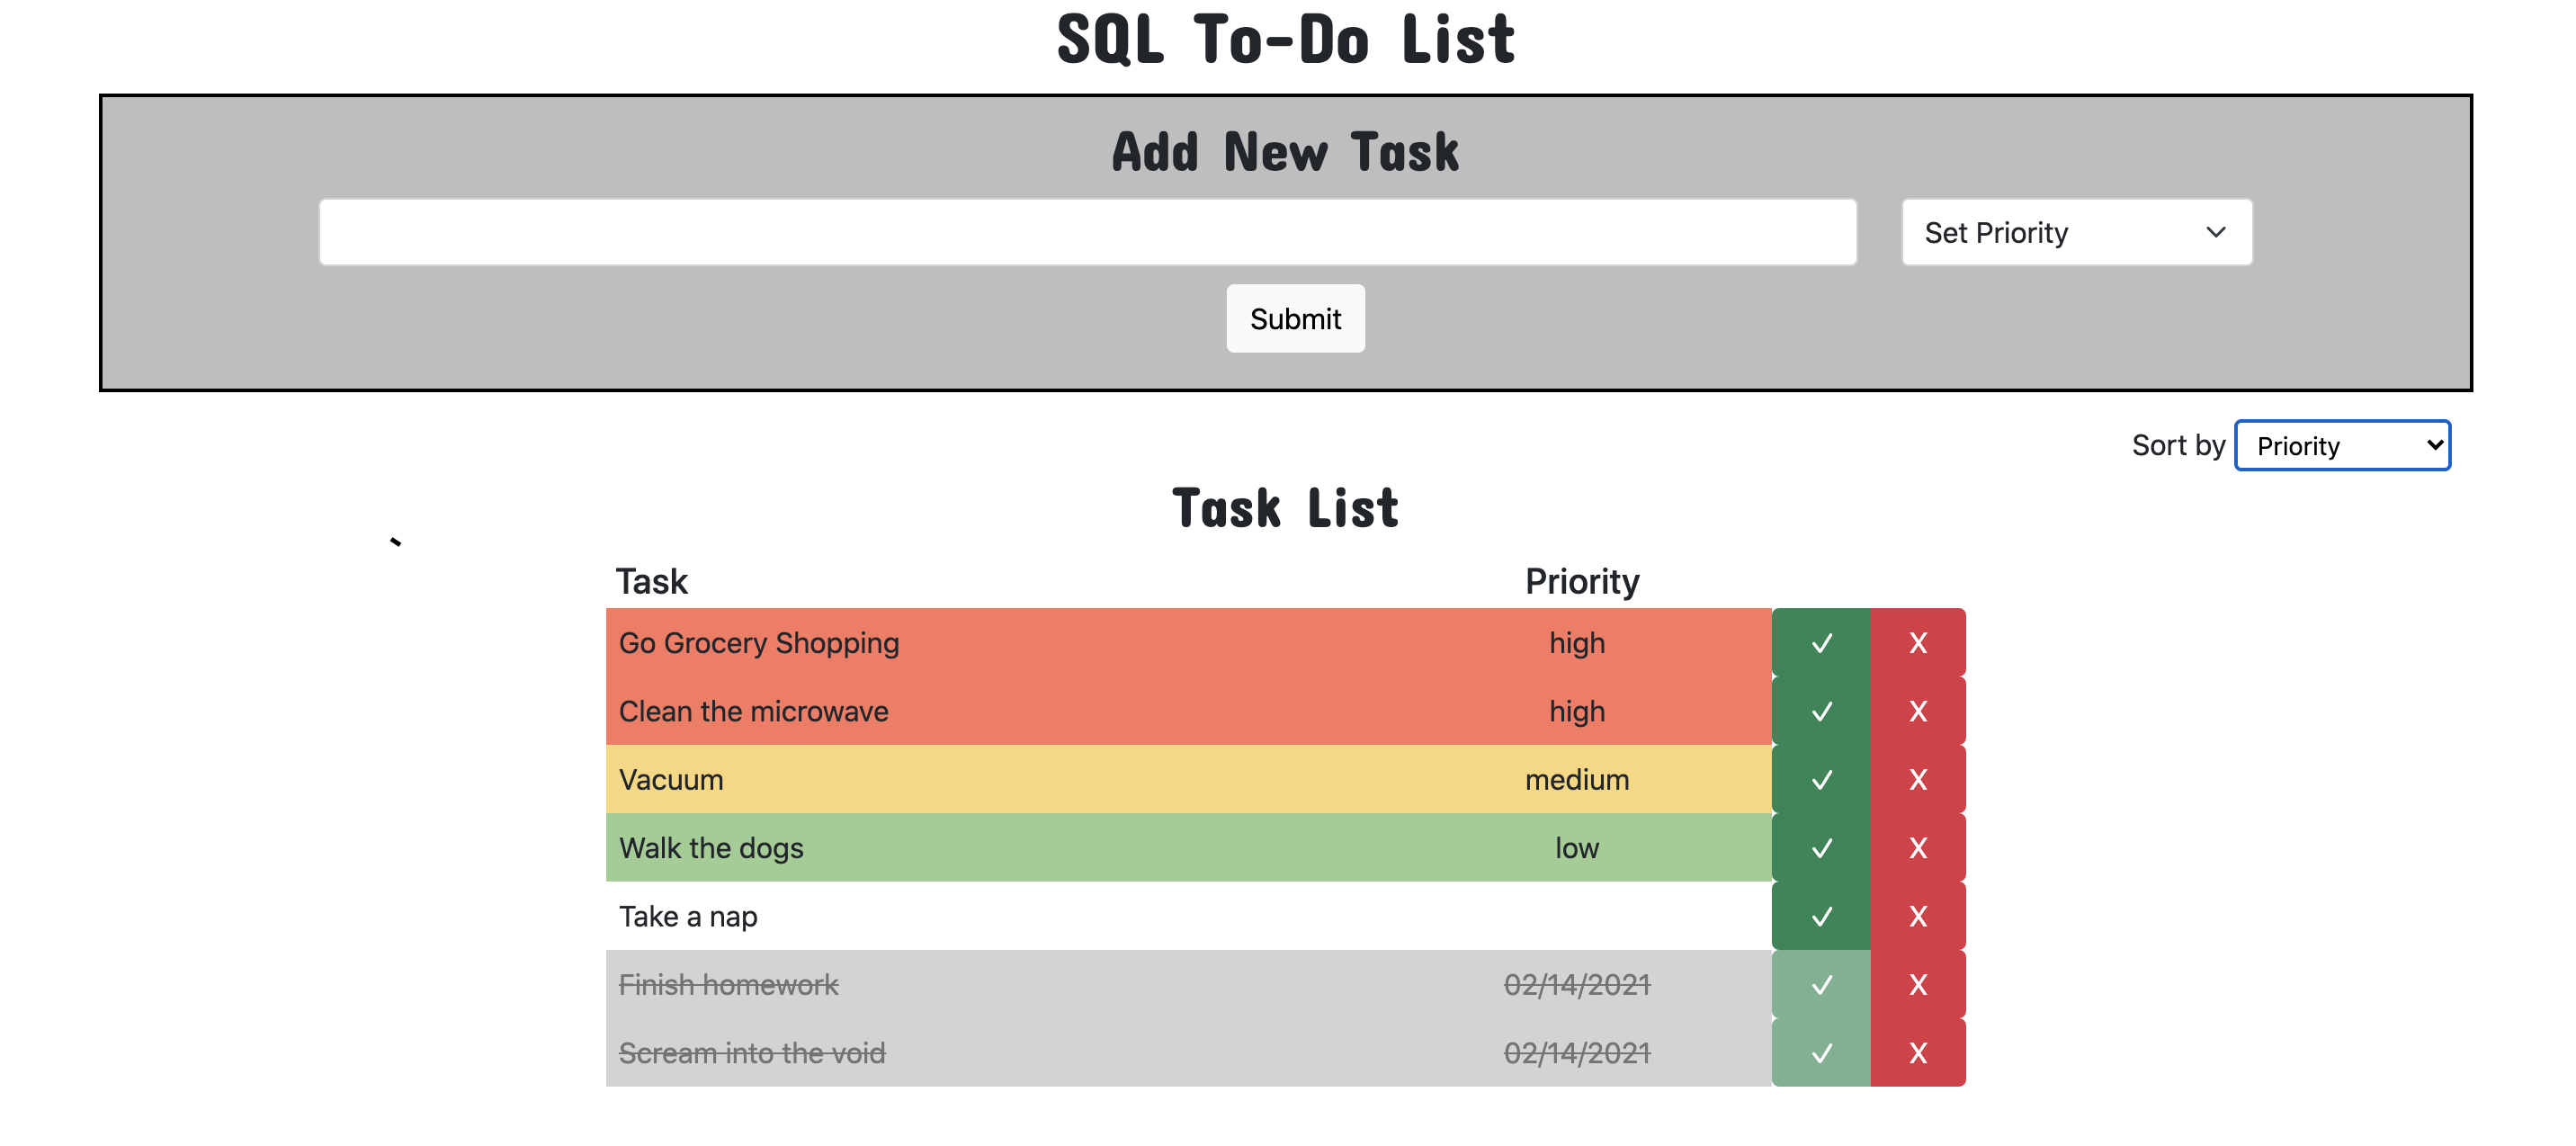 SQL To-Do List
Add New Task
Set Priority
Submit
Sort by Priority
Task List
Task Priority
Go Grocery Shopping high ✓ X
Clean the microwave high ✓ X
Vacuum medium ✓ X
Walk the dogs low ✓ X
Take a nap ✓ X
Finish homework 02/14/2021 ✓ X
Scream into the void 02/14/2021 ✓ X